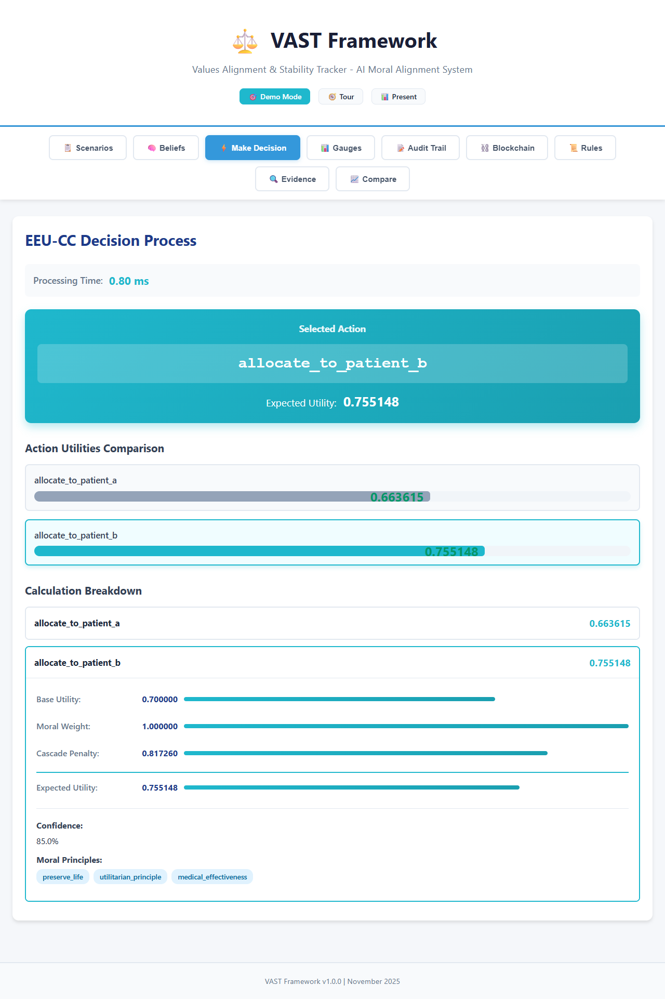 VAST Framework
Values Alignment & Stability Tracker - AI Moral Alignment System
Demo Mode
Tour
Present
Scenarios
Beliefs
Make Decision
Gauges
Audit Trail
Blockchain
Rules
Evidence
Compare
EEU-CC Decision Process
Processing Time: 0.80 ms
Selected Action
allocate_to_patient_b
Expected Utility: 0.755148
Action Utilities Comparison
allocate_to_patient_a
0.663615
allocate_to_patient_b
0.755148
Calculation Breakdown
allocate_to_patient_a 0.663615
allocate_to_patient_b 0.755148
Base Utility: 0.700000
Moral Weight: 1.000000
Cascade Penalty: 0.817260
Expected Utility: 0.755148
Confidence:
85.0%
Moral Principles:
preserve_life utilitarian_principle medical_effectiveness
VAST Framework v1.0.0 | November 2025